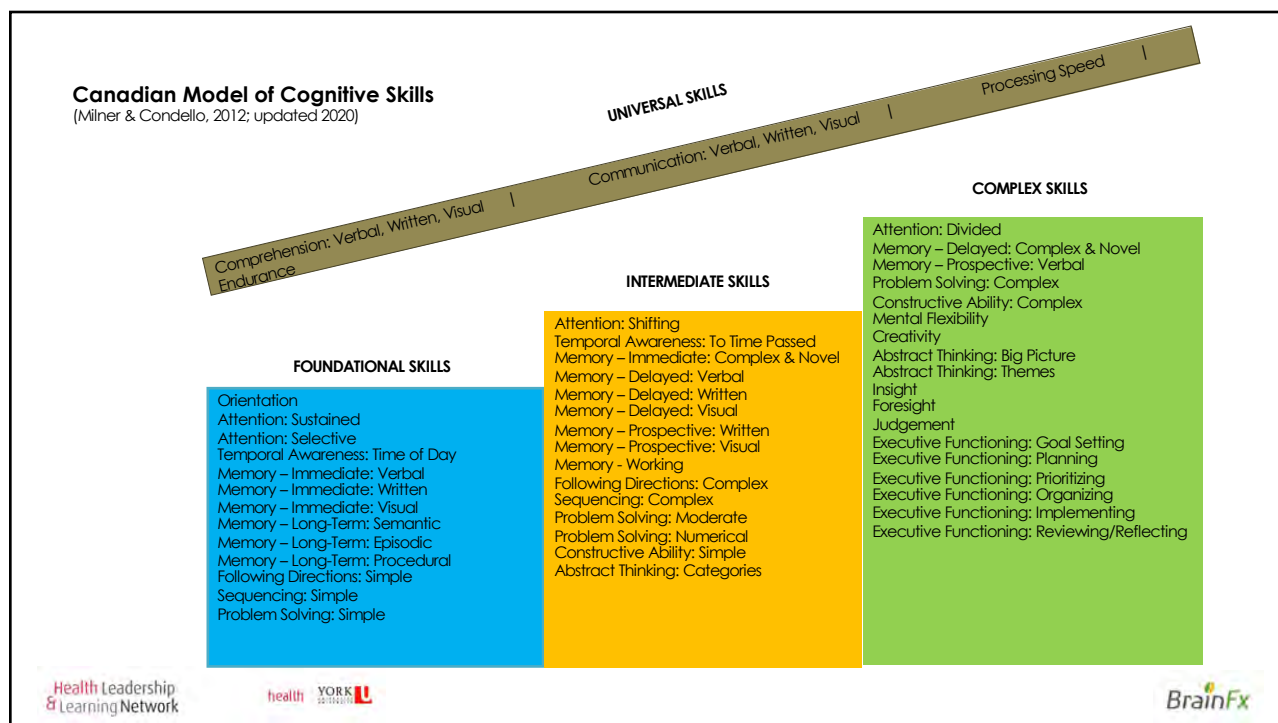 Canadian Model of Cognitive Skills
(Milner & Condello, 2012; updated 2020)
UNIVERSAL SKILLS
Comprehension: Verbal, Written, Visual | Communication: Verbal, Written, Visual | Processing Speed |
Endurance
FOUNDATIONAL SKILLS
Orientation
Attention: Sustained
Attention: Selective
Temporal Awareness: Time of Day
Memory – Immediate: Verbal
Memory – Immediate: Written
Memory – Immediate: Visual
Memory – Long-Term: Semantic
Memory – Long-Term: Episodic
Memory – Long-Term: Procedural
Following Directions: Simple
Sequencing: Simple
Problem Solving: Simple
INTERMEDIATE SKILLS
Attention: Shifting
Temporal Awareness: To Time Passed
Memory – Immediate: Complex & Novel
Memory – Delayed: Verbal
Memory – Delayed: Written
Memory – Delayed: Visual
Memory – Prospective: Written
Memory – Prospective: Visual
Memory - Working
Following Directions: Complex
Sequencing: Complex
Problem Solving: Moderate
Problem Solving: Numerical
Constructive Ability: Simple
Abstract Thinking: Categories
COMPLEX SKILLS
Attention: Divided
Memory – Delayed: Complex & Novel
Memory – Prospective: Verbal
Problem Solving: Complex
Constructive Ability: Complex
Mental Flexibility
Creativity
Abstract Thinking: Big Picture
Abstract Thinking: Themes
Insight
Foresight
Judgement
Executive Functioning: Goal Setting
Executive Functioning: Planning
Executive Functioning: Prioritizing
Executive Functioning: Organizing
Executive Functioning: Implementing
Executive Functioning: Reviewing/Reflecting
Health Leadership
& Learning Network
health YORK U
BrainFx